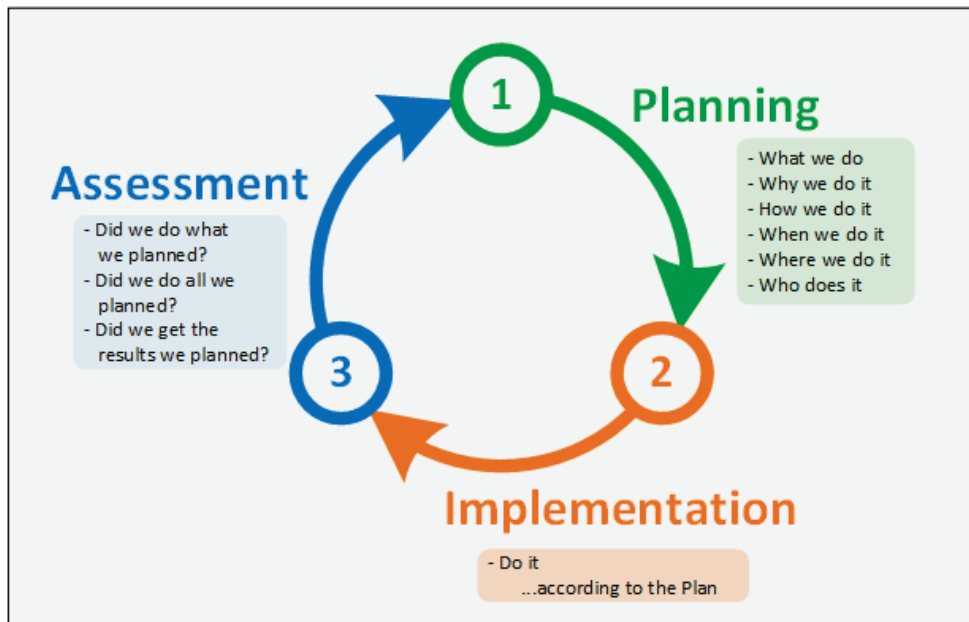 1
Planning
- What we do
- Why we do it
- How we do it
- When we do it
- Where we do it
- Who does it
2
Implementation
- Do it
...according to the Plan
3
Assessment
- Did we do what
we planned?
- Did we do all we
planned?
- Did we get the
results we planned?